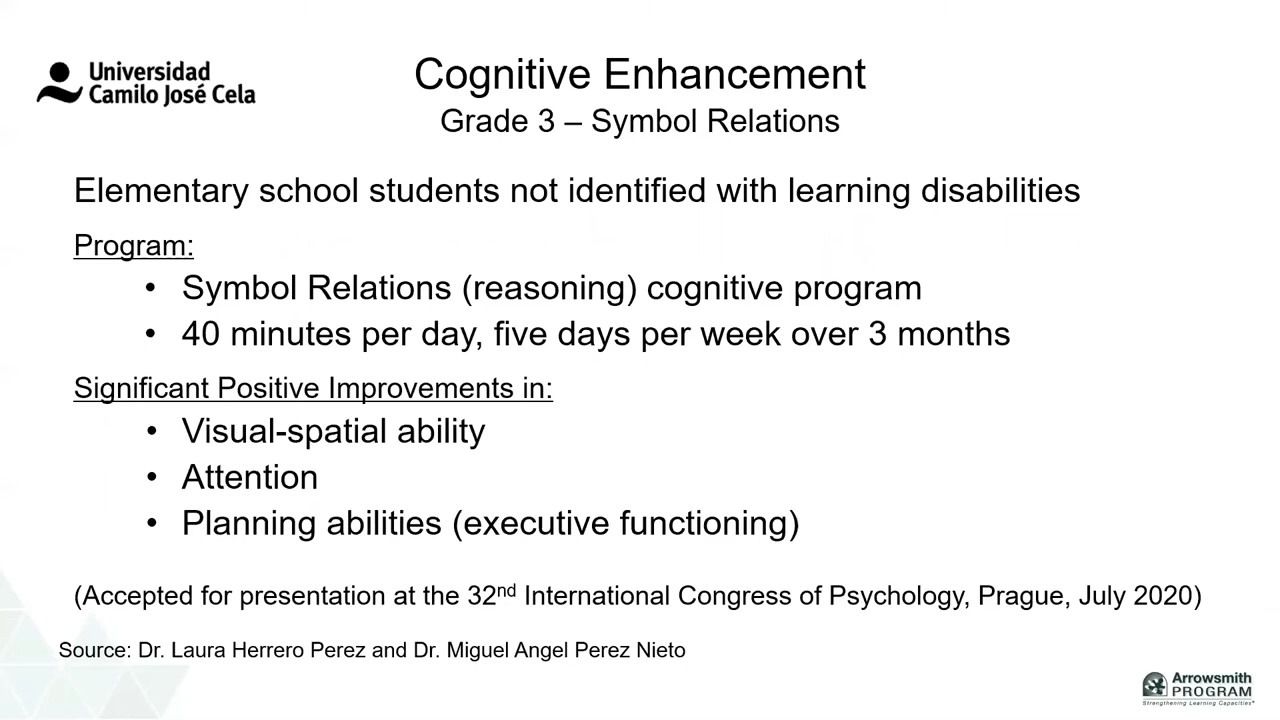 Universidad
Camilo José Cela
Cognitive Enhancement
Grade 3 – Symbol Relations
Elementary school students not identified with learning disabilities
Program:
• Symbol Relations (reasoning) cognitive program
• 40 minutes per day, five days per week over 3 months
Significant Positive Improvements in:
• Visual-spatial ability
• Attention
• Planning abilities (executive functioning)
(Accepted for presentation at the 32nd International Congress of Psychology, Prague, July 2020)
Source: Dr. Laura Herrero Perez and Dr. Miguel Angel Perez Nieto
Arrowsmith
PROGRAM
Strengthening Learning Capacities®